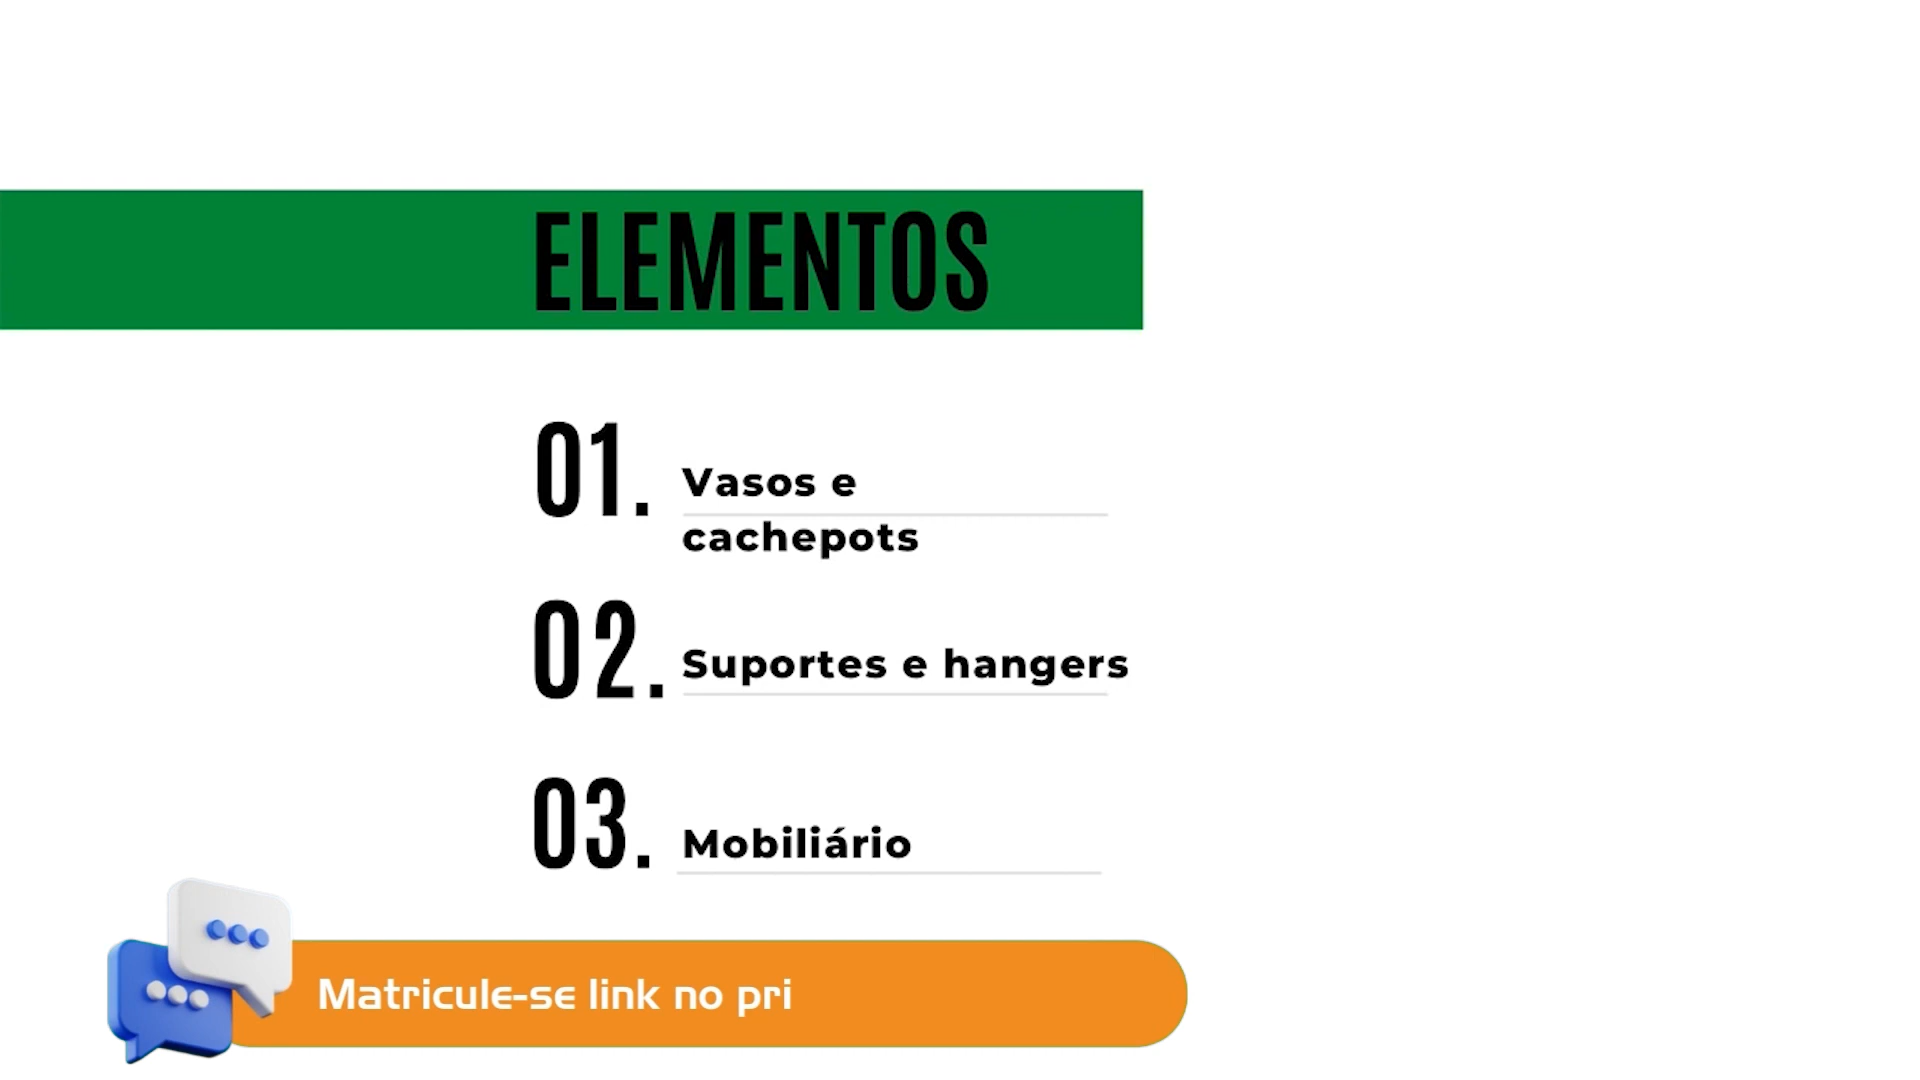 ELEMENTOS
01. Vasos e
cachepots
02. Suportes e hangers
03. Mobiliário
Matricule-se link no pri